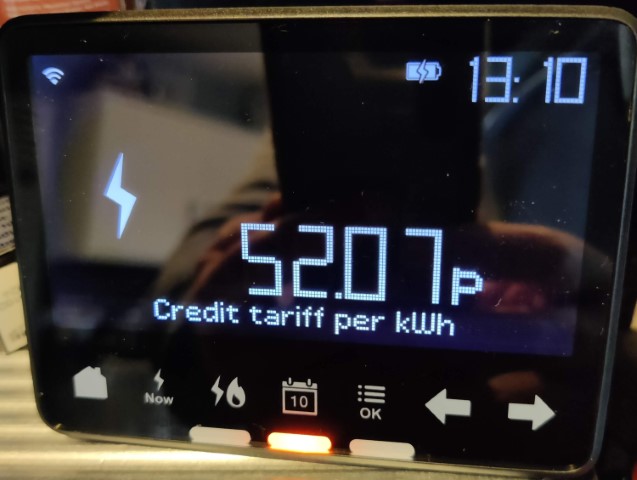 13:10
52.07p
Credit tariff per kWh
Now
10
OK